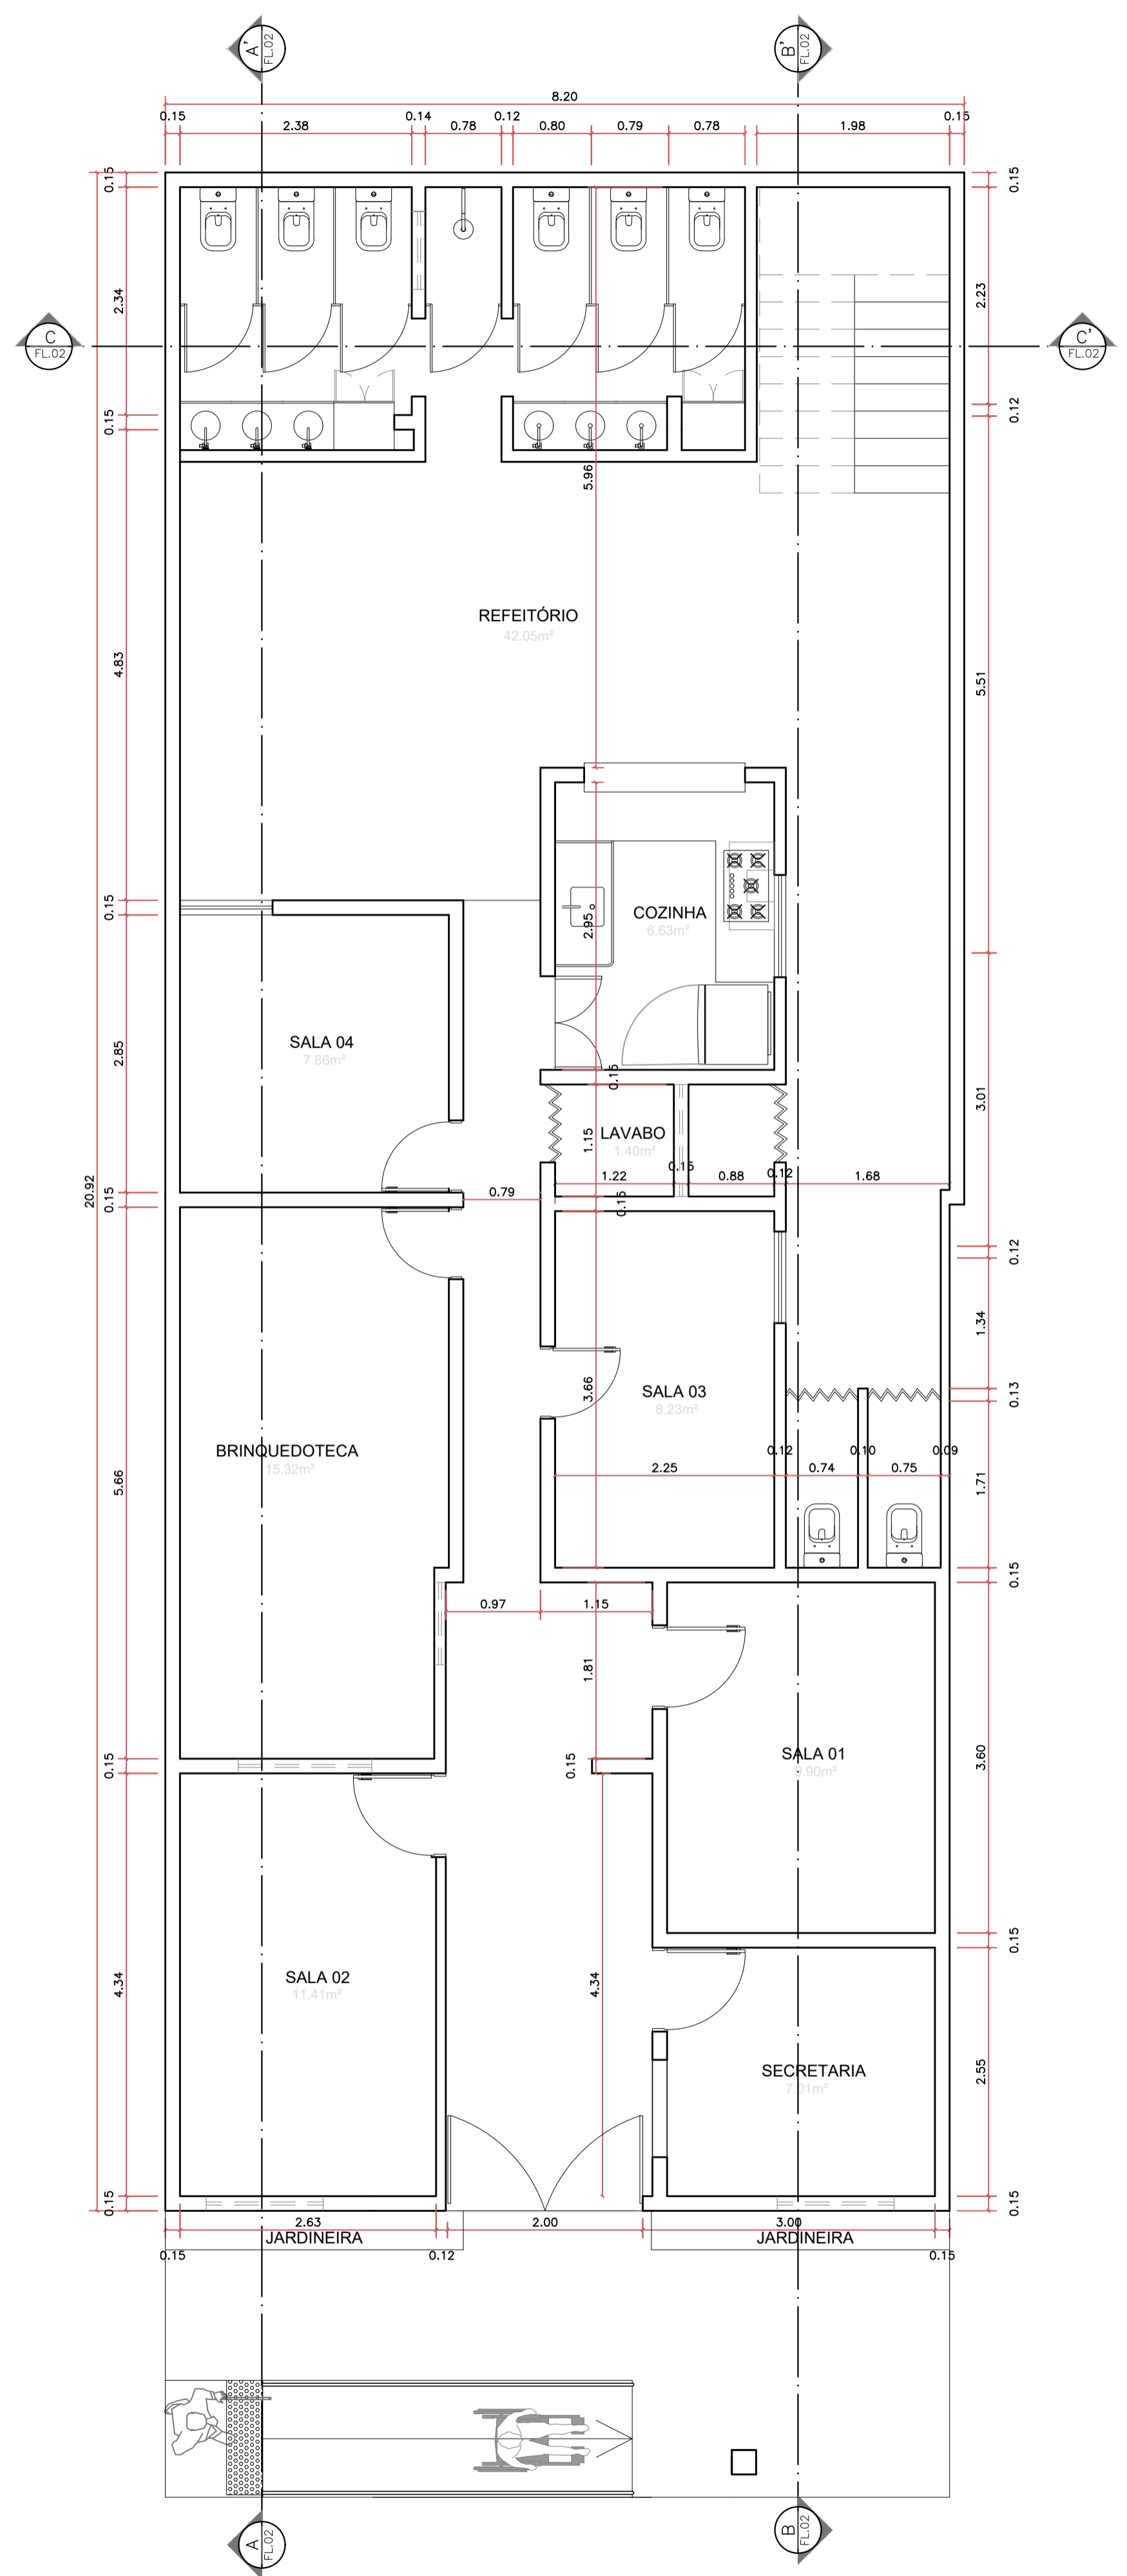 A'
FL.02
B'
FL.02
8.20
0.15
2.38
0.14
0.78
0.12
0.80
0.79
0.78
1.98
0.15
0.15
0.15
2.34
2.23
C
FL.02
C'
FL.02
0.15
0.12
5.96
REFEITÓRIO
42.05m²
4.83
5.51
0.15
COZINHA
6.63m²
2.95
SALA 04
7.86m²
2.85
0.15
3.01
LAVABO
1.40m²
1.15
0.15
1.22
0.88
0.12
1.68
20.92
0.15
0.79
0.15
0.12
1.34
3.66
SALA 03
8.23m²
0.13
BRINQUEDOTECA
15.32m²
0.12
0.10
0.09
2.25
0.74
0.75
5.66
1.71
0.15
0.97
1.15
1.81
SALA 01
9.90m²
0.15
0.15
3.60
0.15
SALA 02
11,41m²
4.34
4.34
SECRETARIA
7.01m²
2.55
0.15
0.15
2.63
2.00
3.00
JARDINEIRA
JARDINEIRA
0.15
0.12
0.15
A
FL.02
B
FL.02